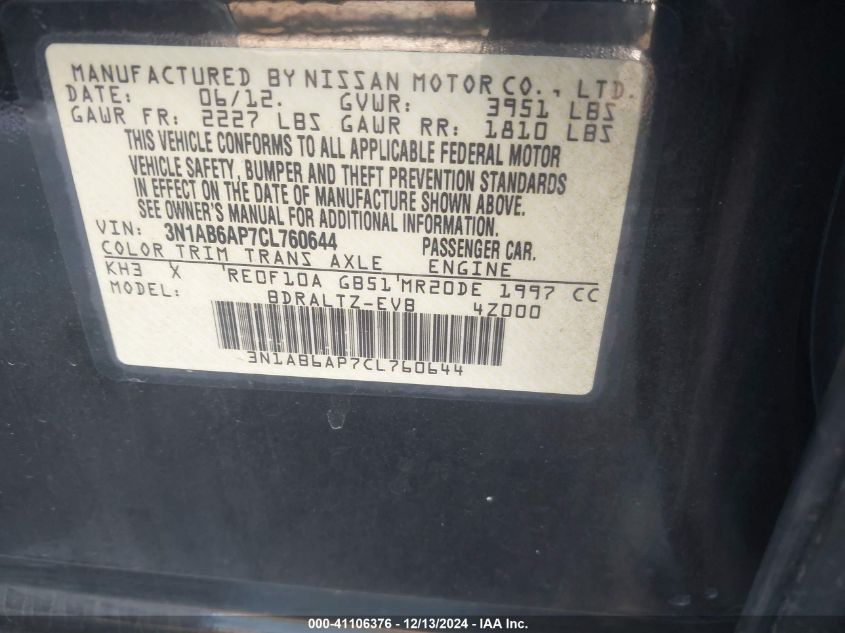 MANUFACTURED BY NISSAN MOTOR CO., LTD.
DATE: 06/12. GVWR: 3951 LBS
GAWR FR: 2227 LBS GAWR RR: 1810 LBS
THIS VEHICLE CONFORMS TO ALL APPLICABLE FEDERAL MOTOR
VEHICLE SAFETY, BUMPER AND THEFT PREVENTION STANDARDS
IN EFFECT ON THE DATE OF MANUFACTURE SHOWN ABOVE.
SEE OWNER'S MANUAL FOR ADDITIONAL INFORMATION.
VIN: 3N1AB6AP7CL760644 PASSENGER CAR.
COLOR TRIM TRANS AXLE ENGINE
KH3 X RE0F10A GB51 MR20DE 1997 CC
MODEL: BDRALTZ-EVB 4Z000
3N1AB6AP7CL760644
000-41106376 - 12/13/2024 - IAA Inc.